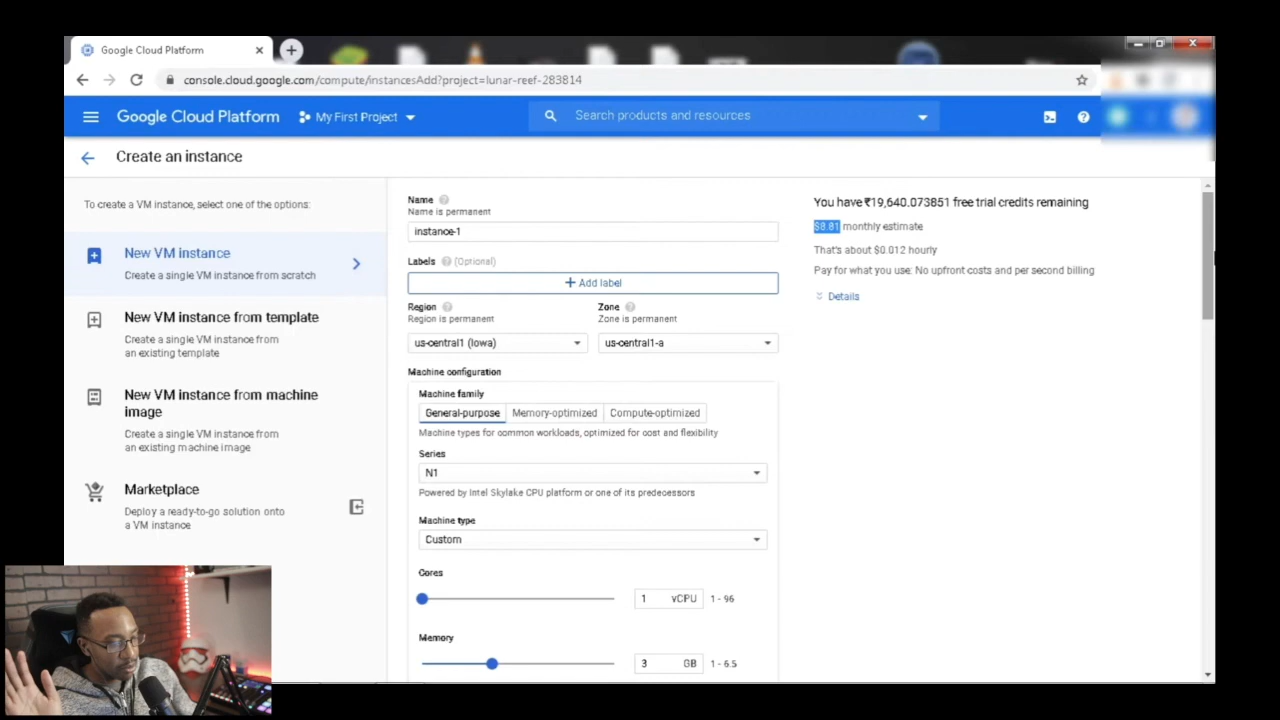 Google Cloud Platform
console.cloud.google.com/compute/instancesAdd?project=lunar-reef-283814
Google Cloud Platform
My First Project
Search products and resources
Create an instance
To create a VM instance, select one of the options:
New VM instance
Create a single VM instance from scratch
New VM instance from template
Create a single VM instance from
an existing template
New VM instance from machine
image
Create a single VM instance from
an existing machine image
Marketplace
Deploy a ready-to-go solution onto
a VM instance
Name
Name is permanent
instance-1
Labels (Optional)
+ Add label
Region
Region is permanent
us-central1 (Iowa)
Zone
Zone is permanent
us-central1-a
Machine configuration
Machine family
General-purpose
Memory-optimized
Compute-optimized
Machine types for common workloads, optimized for cost and flexibility
Series
N1
Powered by Intel Skylake CPU platform or one of its predecessors
Machine type
Custom
Cores
1 vCPU 1 - 96
Memory
3 GB 1 - 6.5
You have ₹19,640.073851 free trial credits remaining
$8.81 monthly estimate
That's about $0.012 hourly
Pay for what you use: No upfront costs and per second billing
Details